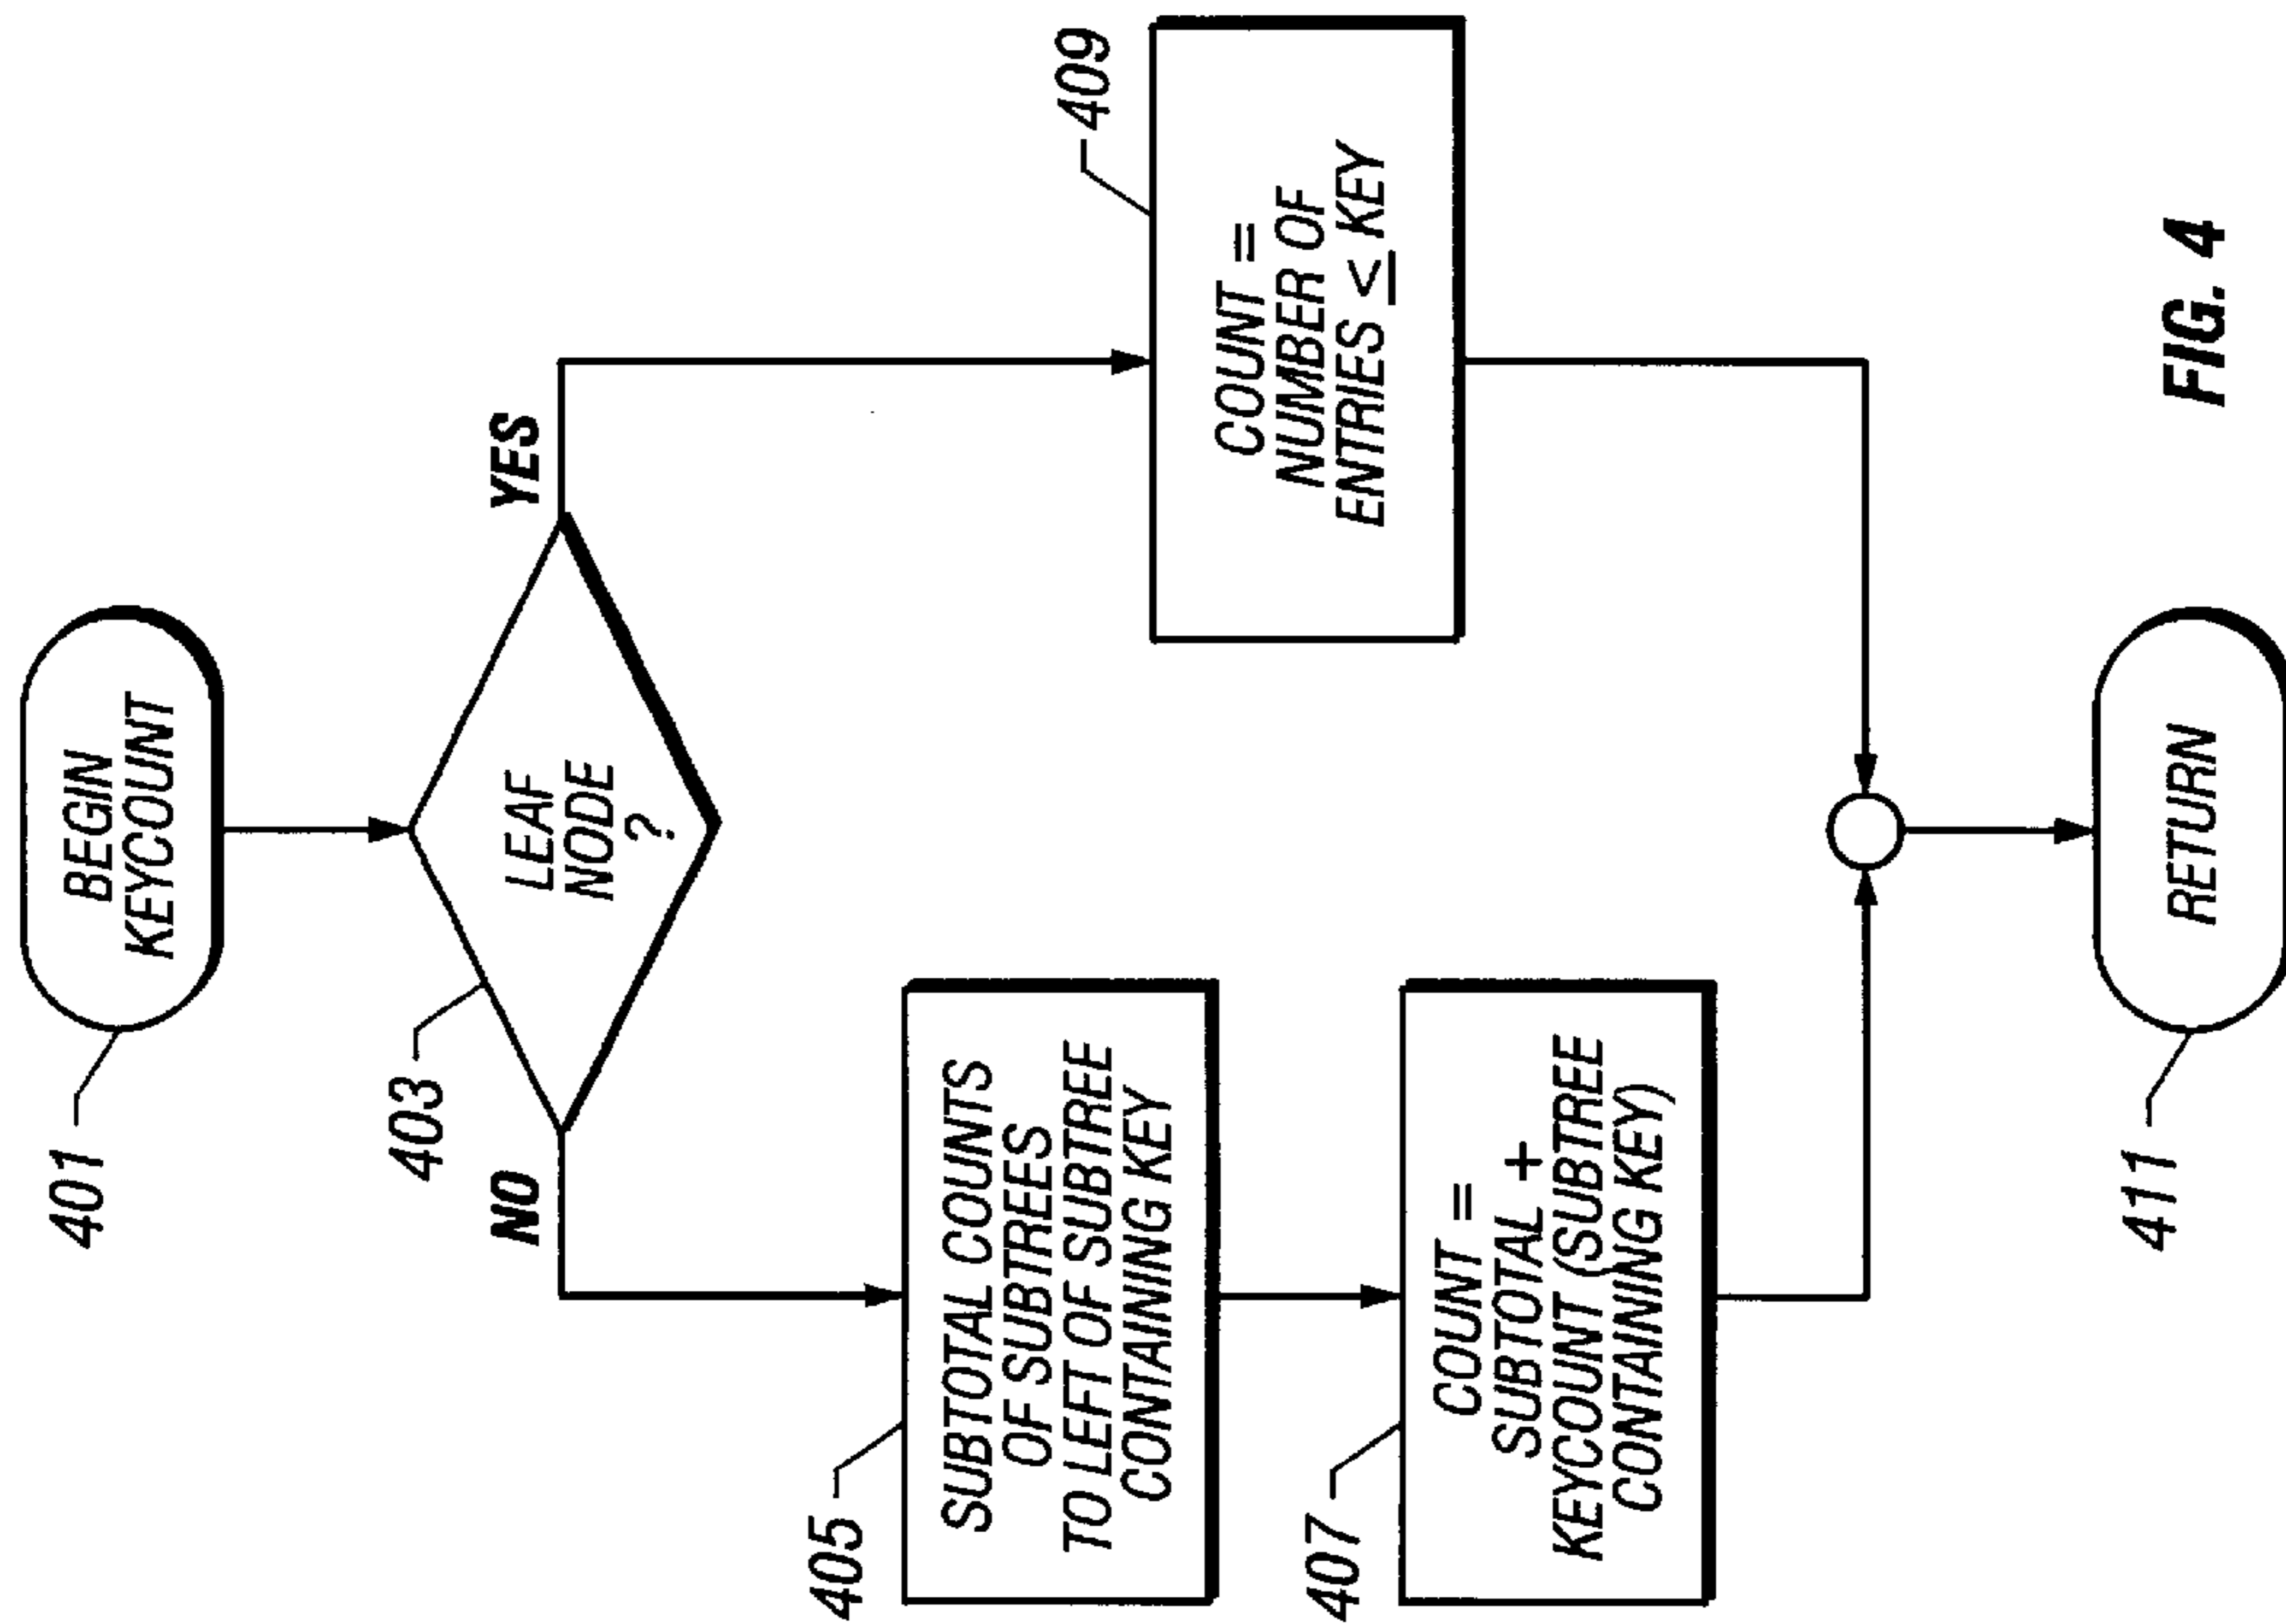 401
BEGIN
KEYCOUNT
403
LEAF
NODE
?
NO
YES
405
SUBTOTAL COUNTS
OF SUBTREES
TO LEFT OF SUBTREE
CONTAINING KEY
407
COUNT =
SUBTOTAL +
KEYCOUNT (SUBTREE
CONTAINING KEY)
409
COUNT =
NUMBER OF
ENTRIES ≤ KEY
411
RETURN
FIG. 4